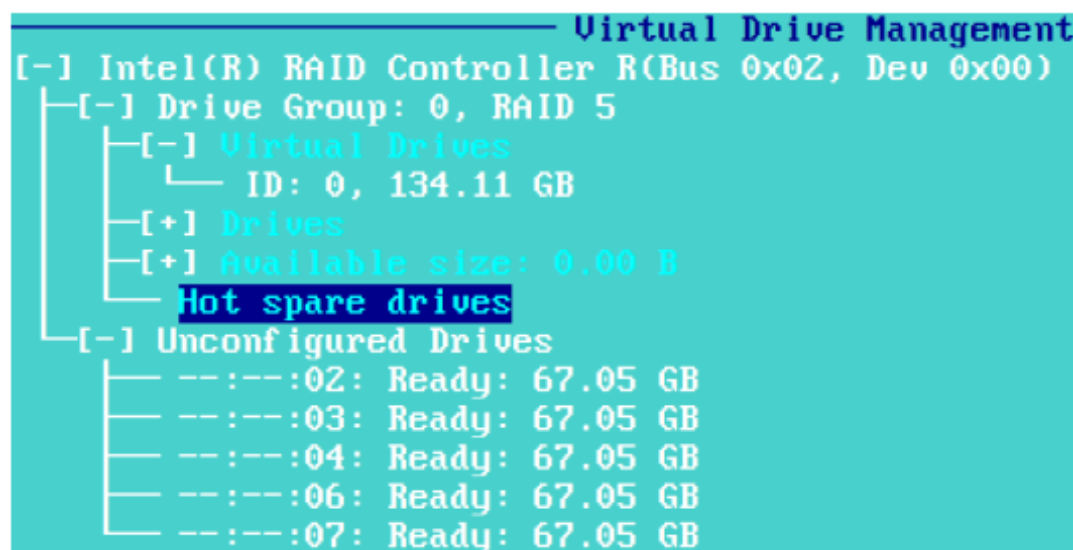 Virtual Drive Management
[-] Intel(R) RAID Controller R(Bus 0x02, Dev 0x00)
[-] Drive Group: 0, RAID 5
[-] Virtual Drives
ID: 0, 134.11 GB
[+] Drives
[+] Available size: 0.00 B
Hot spare drives
[-] Unconfigured Drives
--:--:02: Ready: 67.05 GB
--:--:03: Ready: 67.05 GB
--:--:04: Ready: 67.05 GB
--:--:06: Ready: 67.05 GB
--:--:07: Ready: 67.05 GB